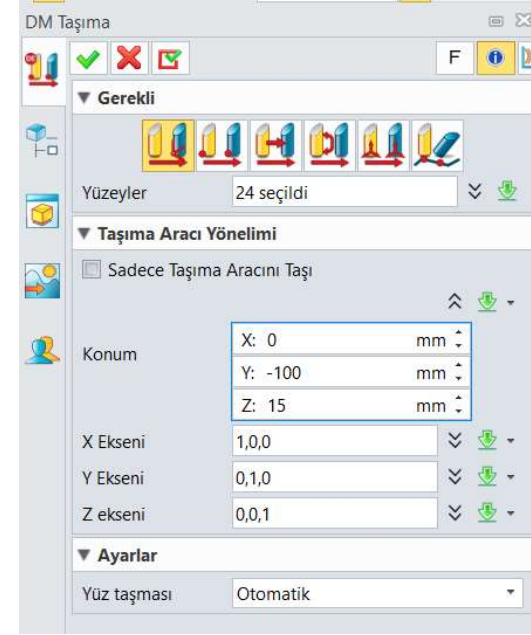 DM Taşıma
F
▼ Gerekli
Yüzeyler 24 seçildi
▼ Taşıma Aracı Yönelimi
Sadece Taşıma Aracını Taşı
Konum
X: 0 mm
Y: -100 mm
Z: 15 mm
X Ekseni 1,0,0
Y Ekseni 0,1,0
Z ekseni 0,0,1
▼ Ayarlar
Yüz taşması Otomatik